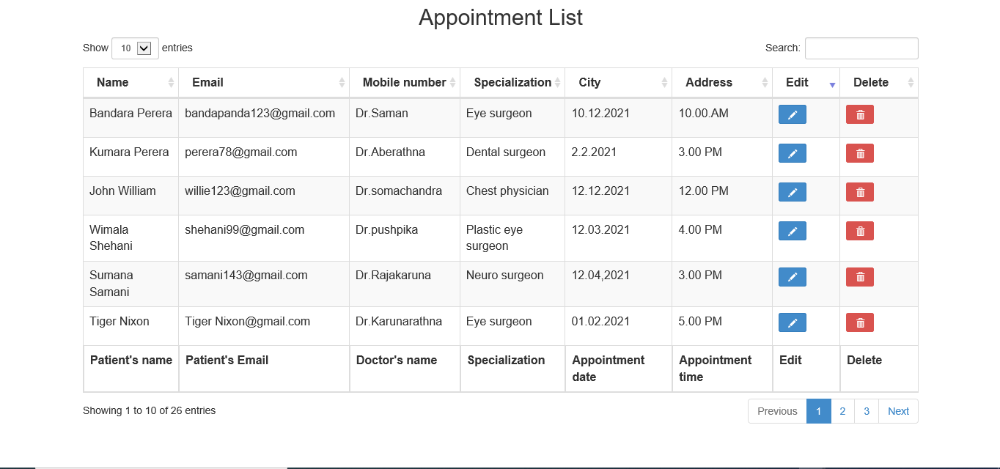 Appointment List
Show 10 entries Search:
Name Email Mobile number Specialization City Address Edit Delete
Bandara Perera bandapanda123@gmail.com Dr.Saman Eye surgeon 10.12.2021 10.00.AM
Kumara Perera perera78@gmail.com Dr.Aberathna Dental surgeon 2.2.2021 3.00 PM
John William willie123@gmail.com Dr.somachandra Chest physician 12.12.2021 12.00 PM
Wimala shehani99@gmail.com Dr.pushpika Plastic eye 12.03.2021 4.00 PM
Shehani surgeon
Sumana samani143@gmail.com Dr.Rajakaruna Neuro surgeon 12.04,2021 3.00 PM
Samani
Tiger Nixon Tiger Nixon@gmail.com Dr.Karunarathna Eye surgeon 01.02.2021 5.00 PM
Patient's name Patient's Email Doctor's name Specialization Appointment Appointment Edit Delete
date time
Showing 1 to 10 of 26 entries Previous 1 2 3 Next